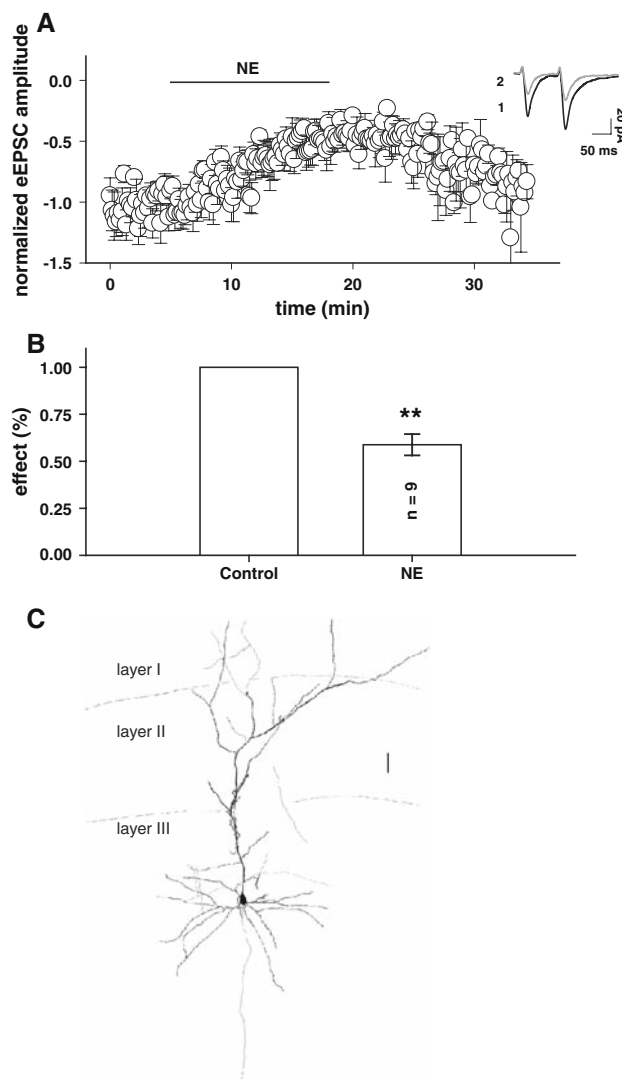 A
NE
normalized eEPSC amplitude
0.0
-0.5
-1.0
-1.5
0
10
20
30
time (min)
2
1
20 pA
50 ms
B
effect (%)
1.00
0.75
0.50
0.25
0.00
**
n = 9
Control
NE
C
layer I
layer II
layer III